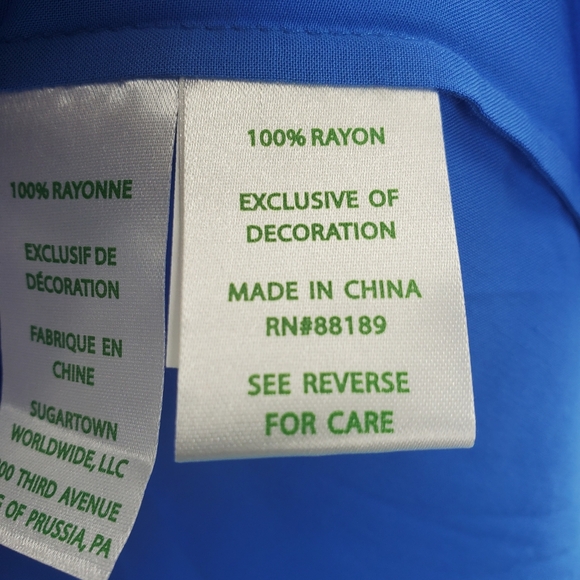 100% RAYONNE
EXCLUSIF DE
DÉCORATION
FABRIQUE EN
CHINE
SUGARTOWN
WORLDWIDE, LLC
00 THIRD AVENUE
OF PRUSSIA, PA
100% RAYON
EXCLUSIVE OF
DECORATION
MADE IN CHINA
RN#88189
SEE REVERSE
FOR CARE